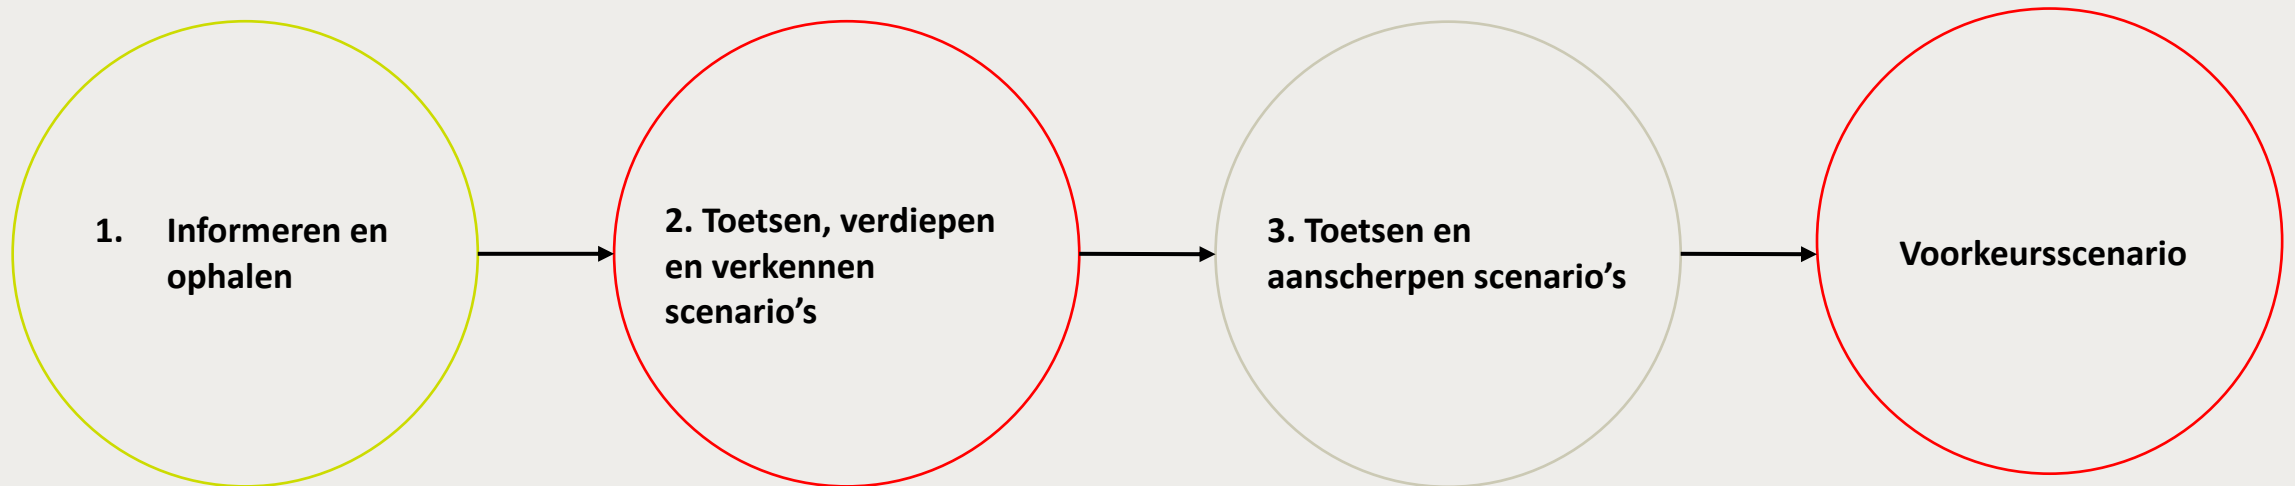 1. Informeren en
ophalen
2. Toetsen, verdiepen
en verkennen
scenario’s
3. Toetsen en
aanscherpen scenario’s
Voorkeursscenario